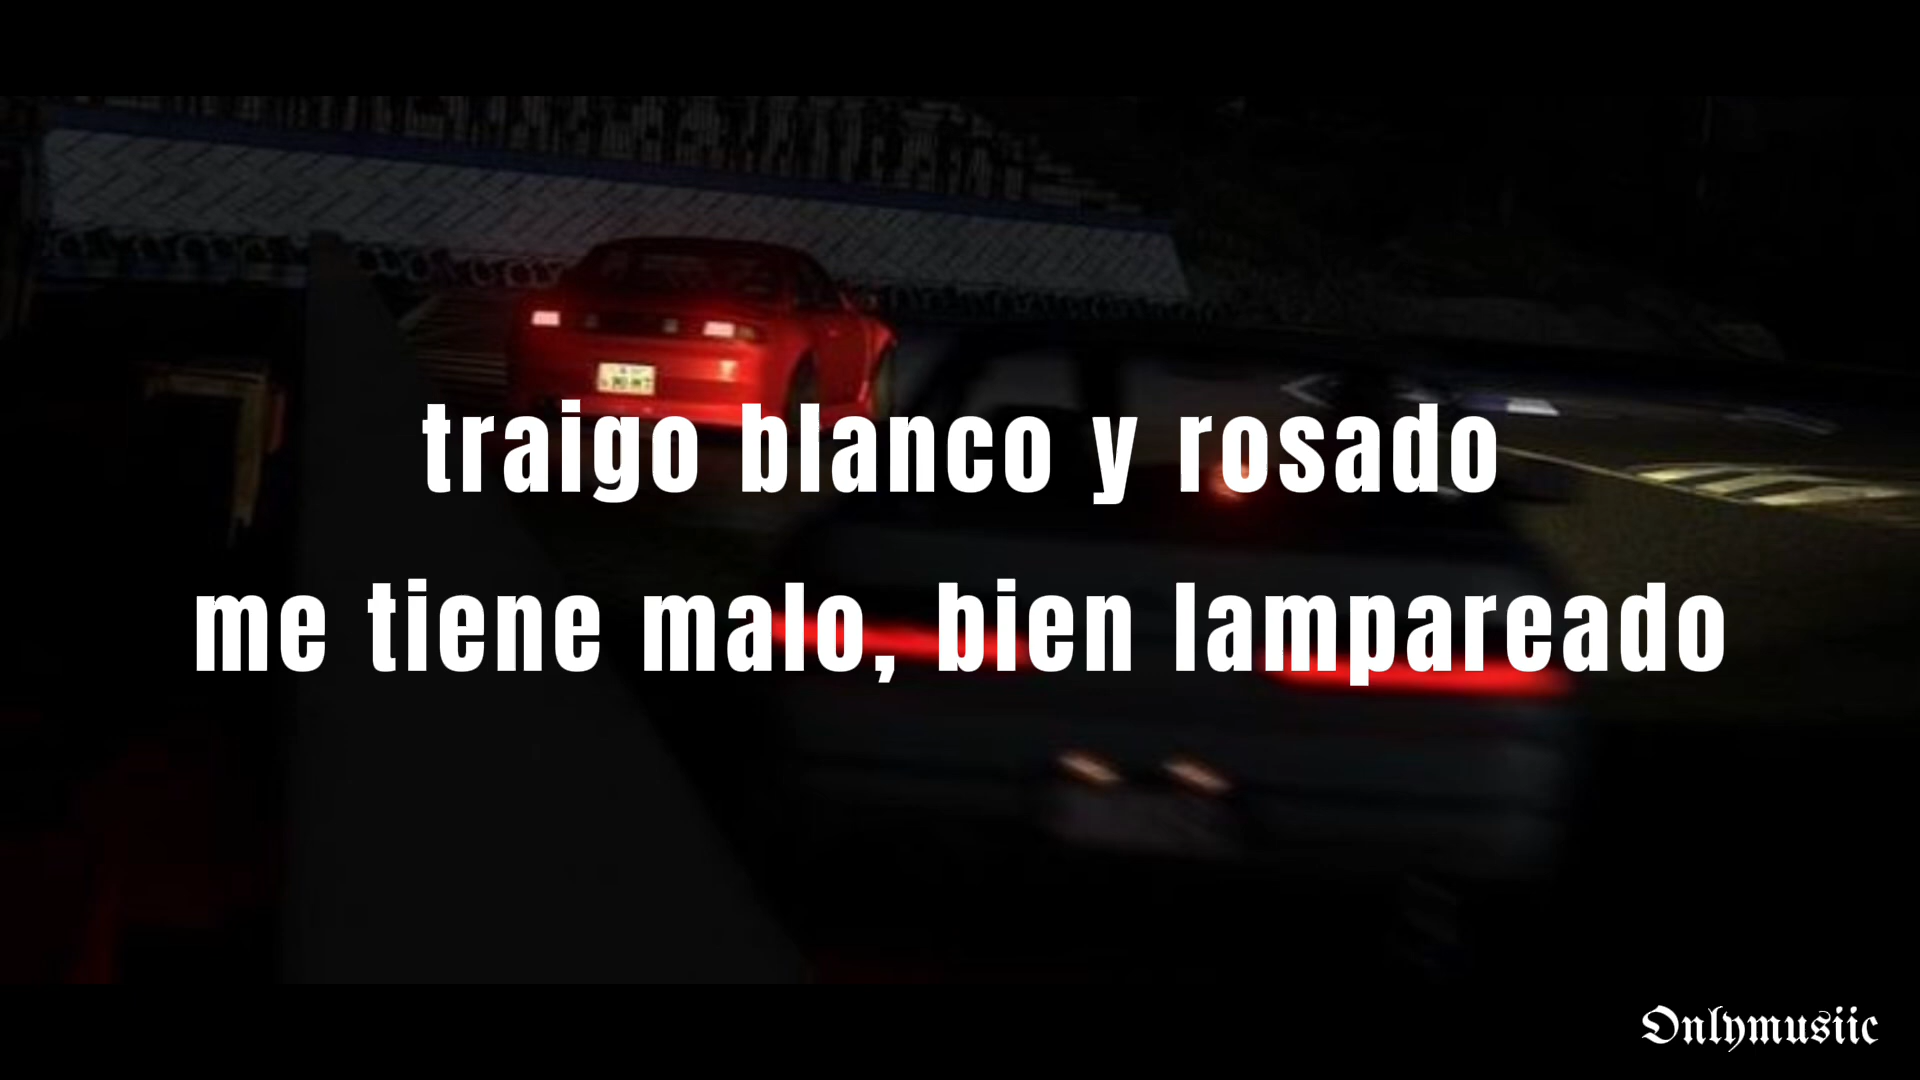 traigo blanco y rosado
me tiene malo, bien lampareado
Onlymusiic